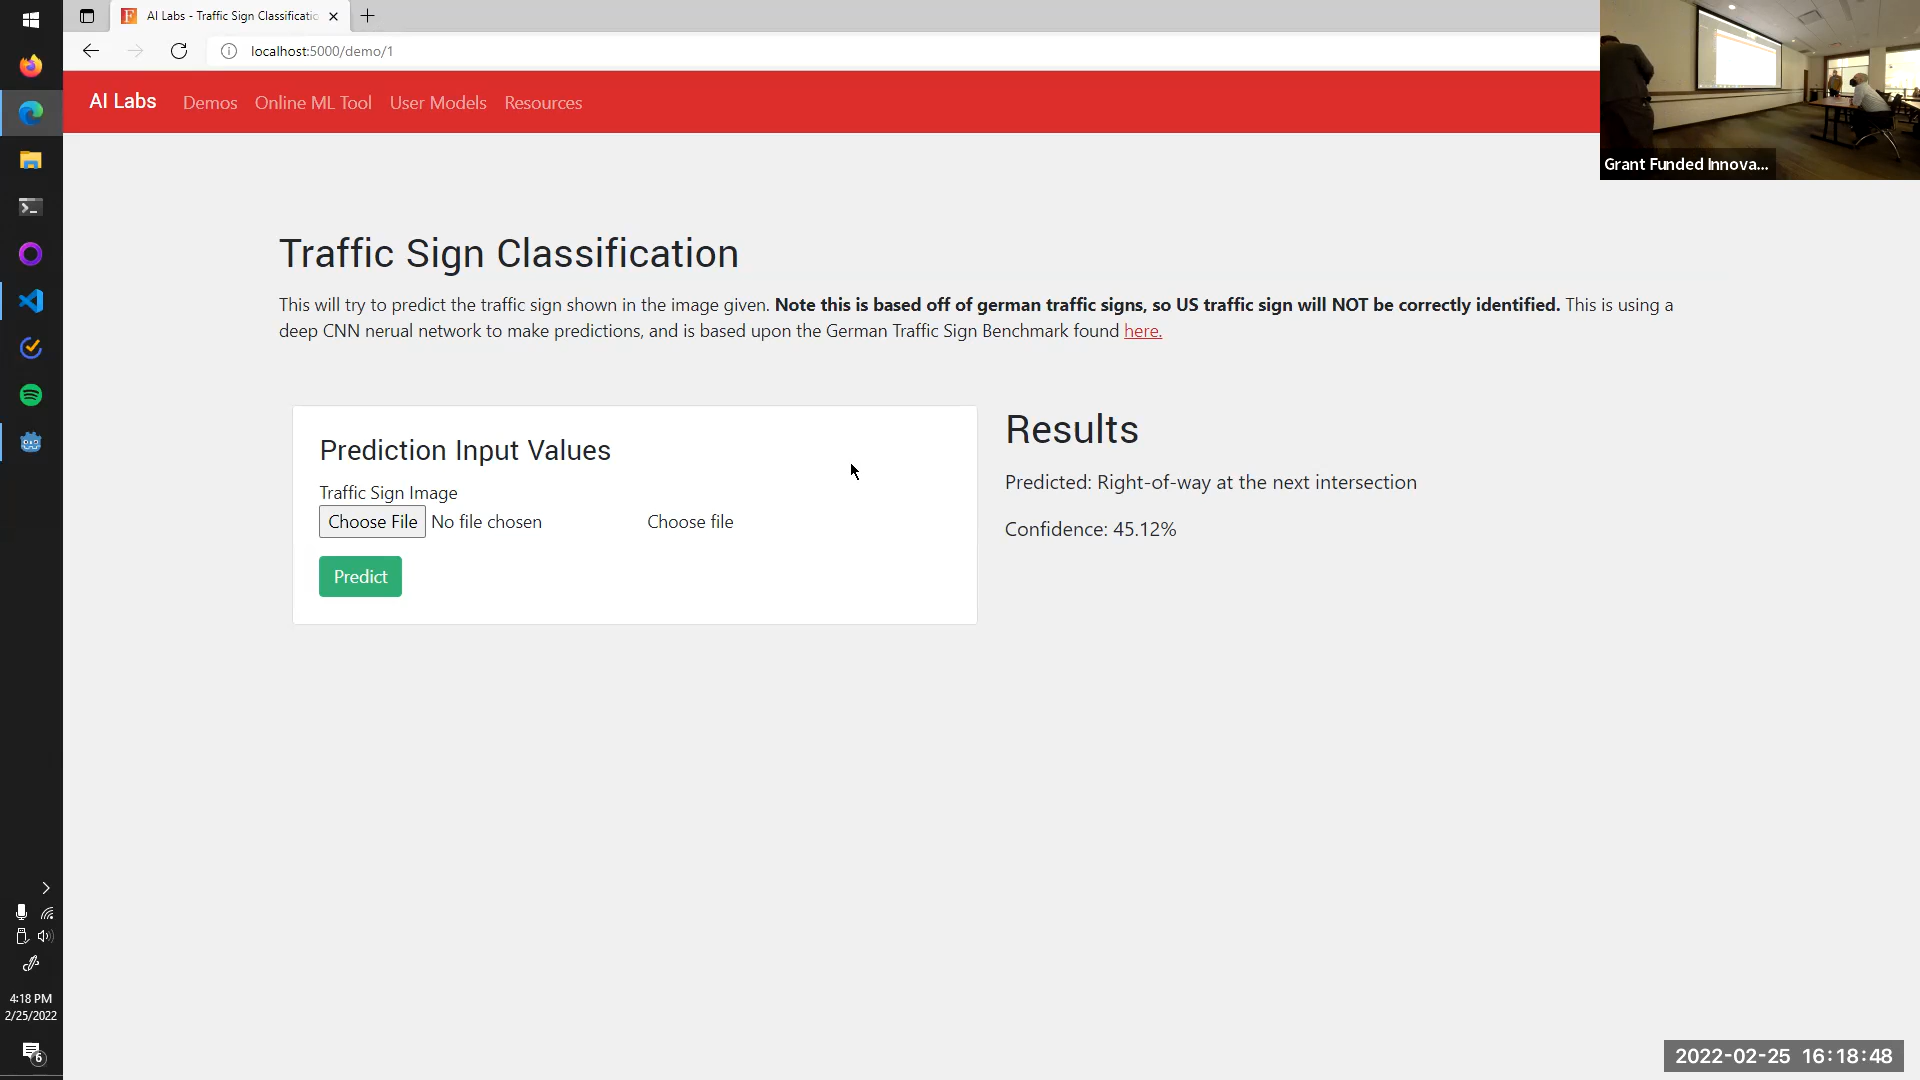 AI Labs - Traffic Sign Classificatio
localhost:5000/demo/1
AI Labs Demos Online ML Tool User Models Resources
Grant Funded Innova...
Traffic Sign Classification
This will try to predict the traffic sign shown in the image given. Note this is based off of german traffic signs, so US traffic sign will NOT be correctly identified. This is using a
deep CNN nerual network to make predictions, and is based upon the German Traffic Sign Benchmark found here.
Prediction Input Values
Traffic Sign Image
Choose File No file chosen Choose file
Predict
Results
Predicted: Right-of-way at the next intersection
Confidence: 45.12%
4:18 PM
2/25/2022
6
2022-02-25 16:18:48